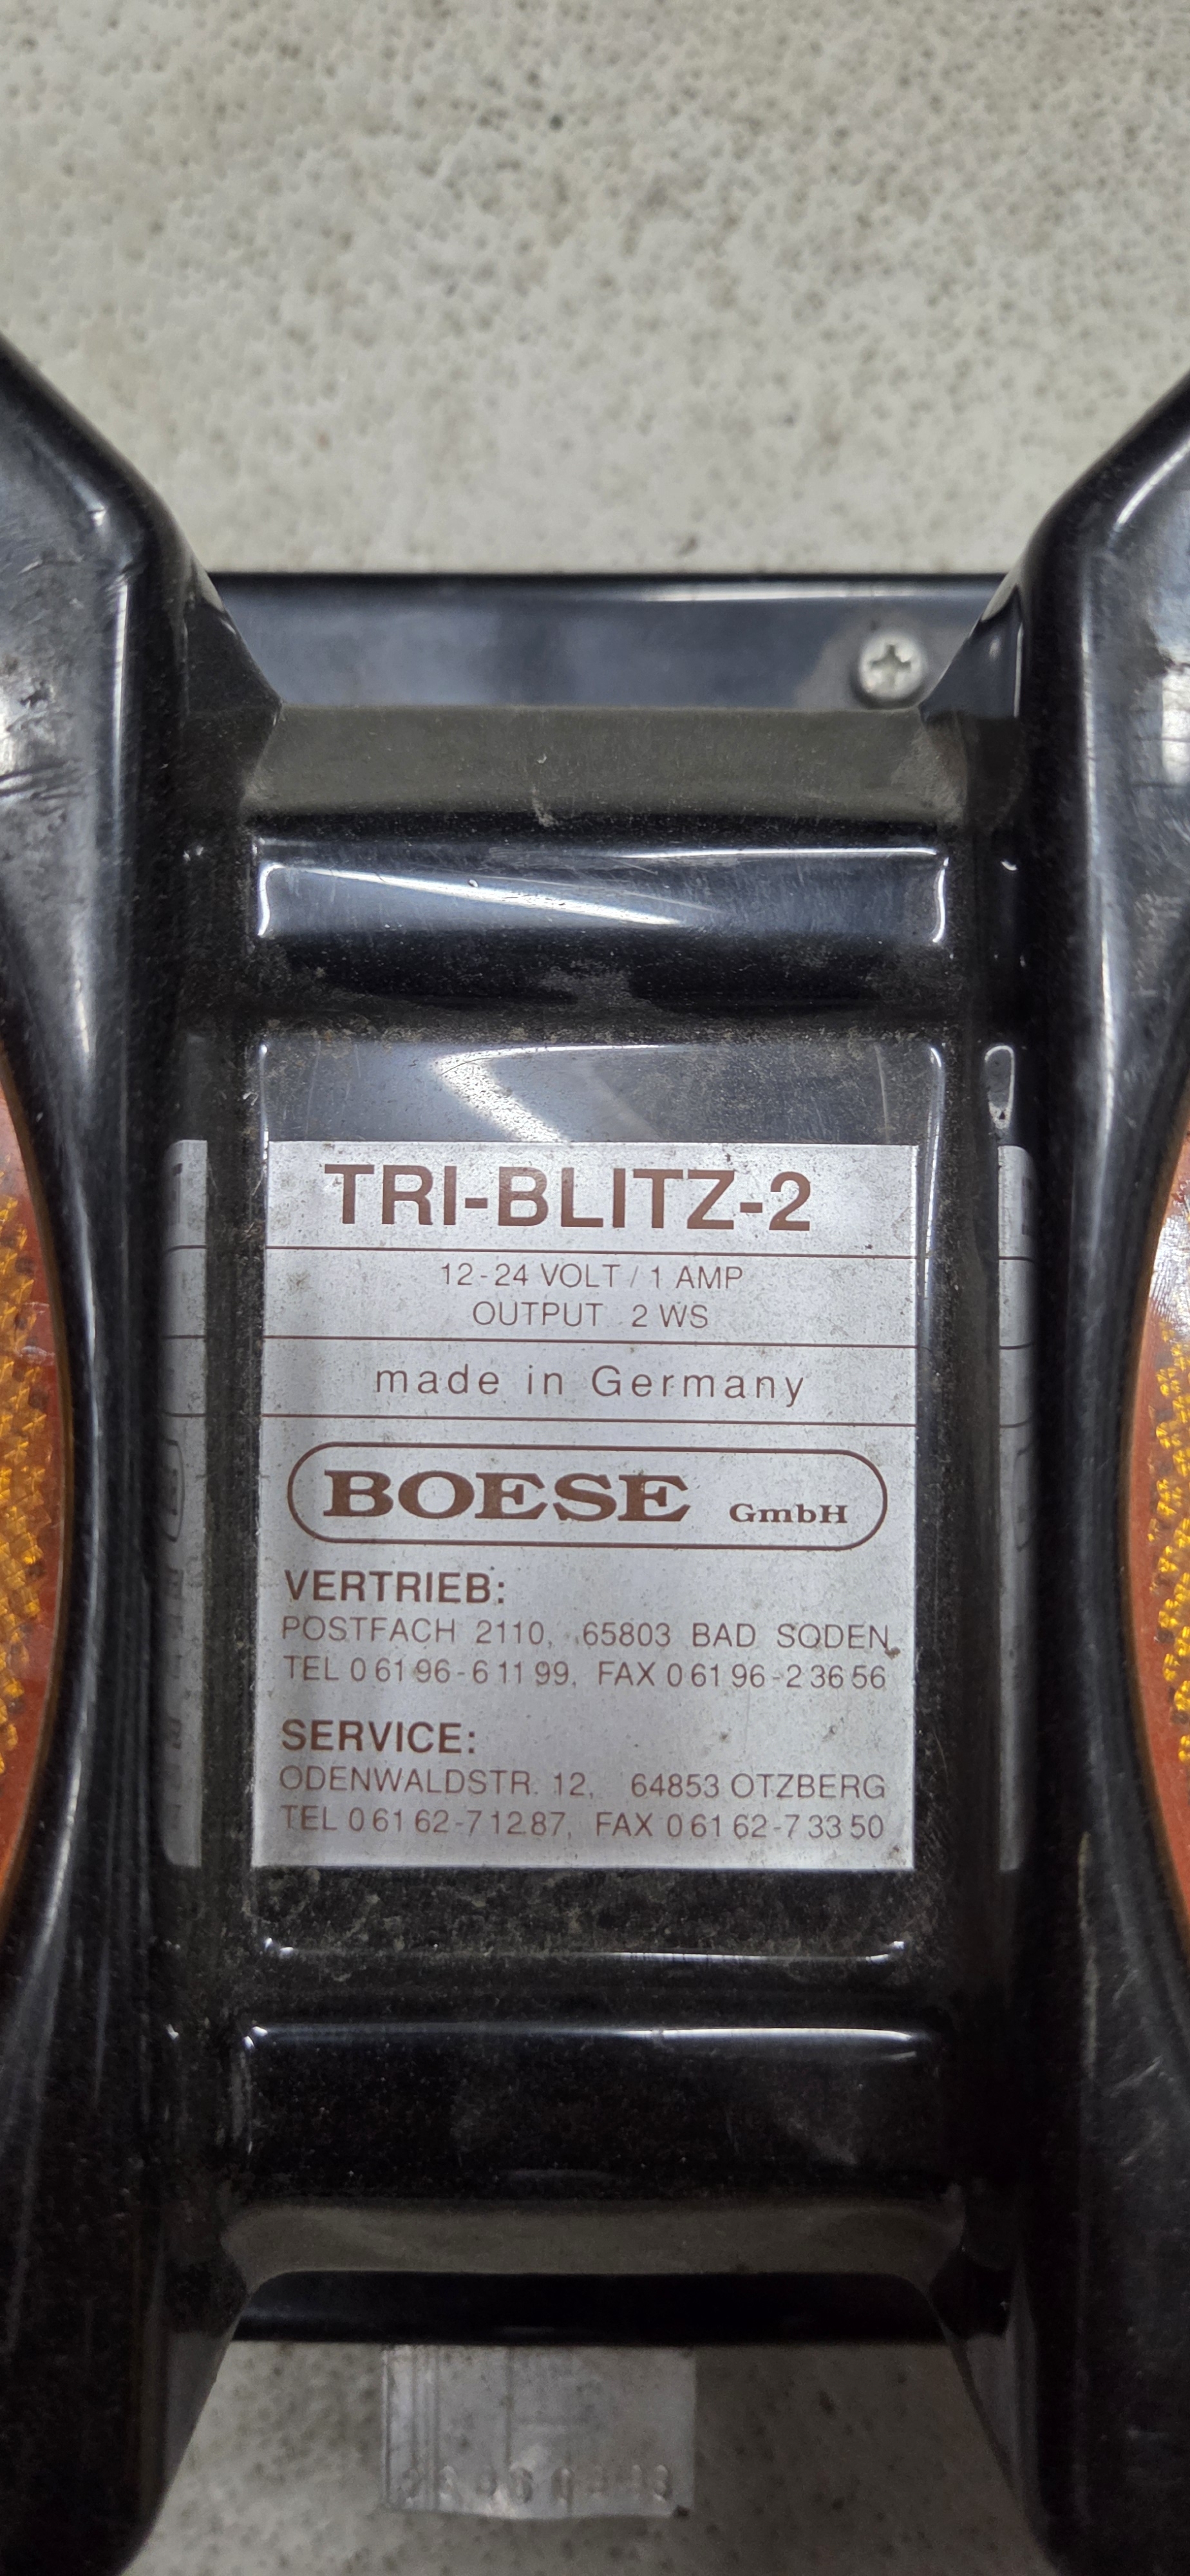 TRI-BLITZ-2
12-24 VOLT / 1 AMP
OUTPUT 2 WS
made in Germany
BOESE GmbH
VERTRIEB:
POSTFACH 2110, 65803 BAD SODEN
TEL 0 61 96-6 11 99, FAX 0 61 96-2 36 56
SERVICE:
ODENWALDSTR. 12, 64853 OTZBERG
TEL 0 61 62-7 12 87, FAX 0 61 62-7 33 50